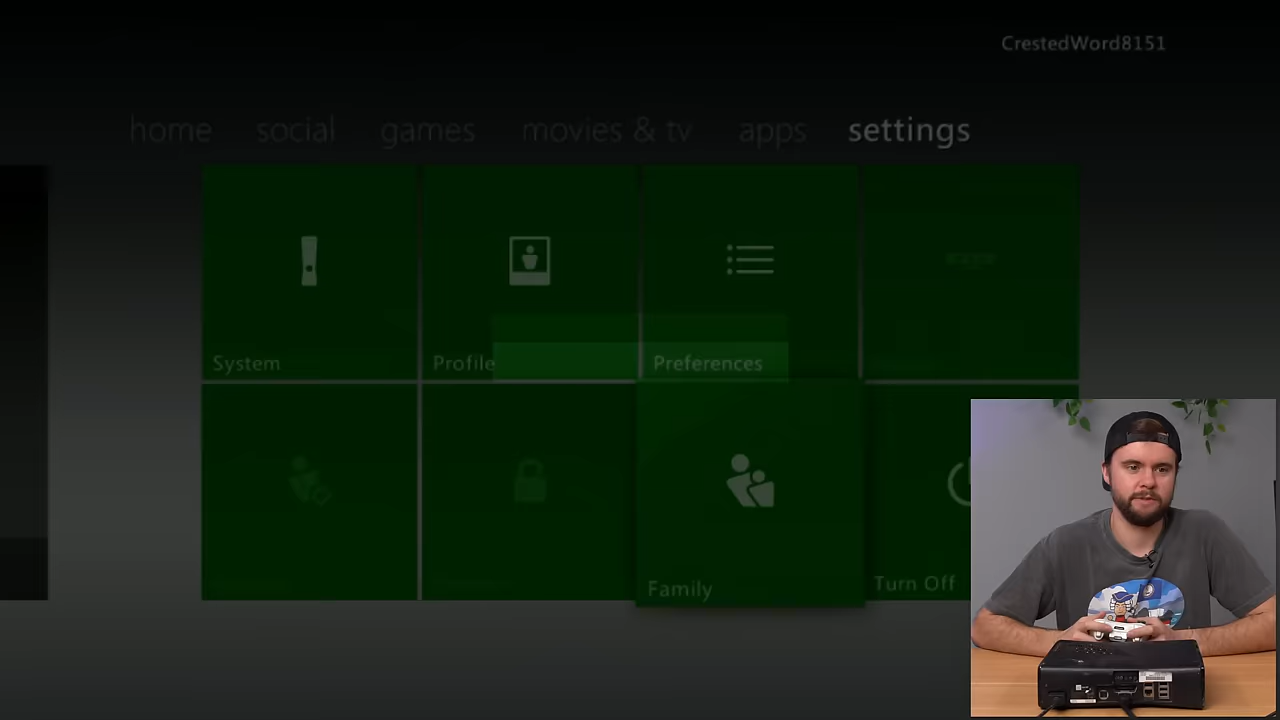 CrestedWord8151
home social games movies & tv apps settings
System
Profile
Preferences
Family
Turn Off